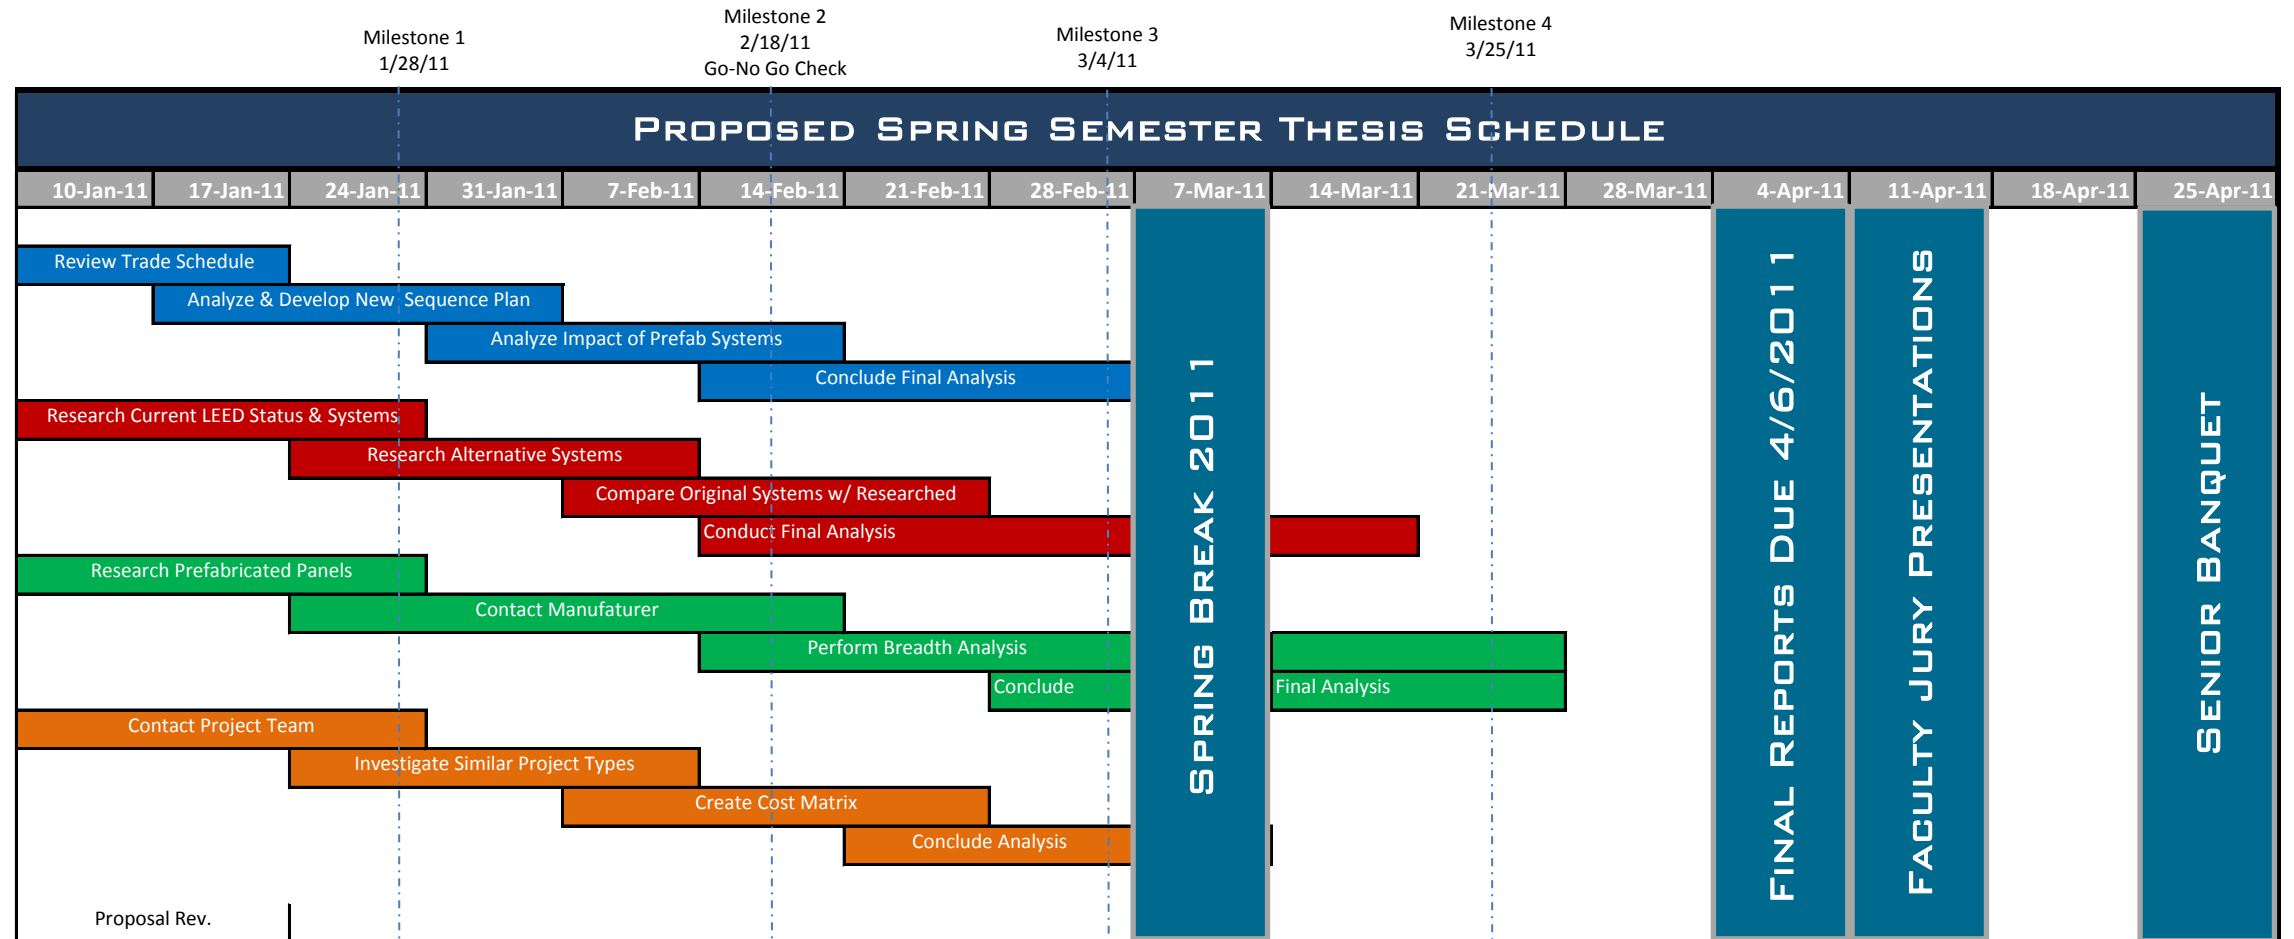 Milestone 1
1/28/11
Milestone 2
2/18/11
Go-No Go Check
Milestone 3
3/4/11
Milestone 4
3/25/11
PROPOSED SPRING SEMESTER THESIS SCHEDULE
10-Jan-11 17-Jan-11 24-Jan-11 31-Jan-11 7-Feb-11 14-Feb-11 21-Feb-11 28-Feb-11 7-Mar-11 14-Mar-11 21-Mar-11 28-Mar-11 4-Apr-11 11-Apr-11 18-Apr-11 25-Apr-11
Review Trade Schedule
Analyze & Develop New Sequence Plan
Analyze Impact of Prefab Systems
Conclude Final Analysis
Research Current LEED Status & Systems
Research Alternative Systems
Compare Original Systems w/ Researched
Conduct Final Analysis
Research Prefabricated Panels
Contact Manufaturer
Perform Breadth Analysis
Conclude Final Analysis
Contact Project Team
Investigate Similar Project Types
Create Cost Matrix
Conclude Analysis
Proposal Rev.
SPRING BREAK 2011
FINAL REPORTS DUE 4/6/2011
FACULTY JURY PRESENTATIONS
SENIOR BANQUET